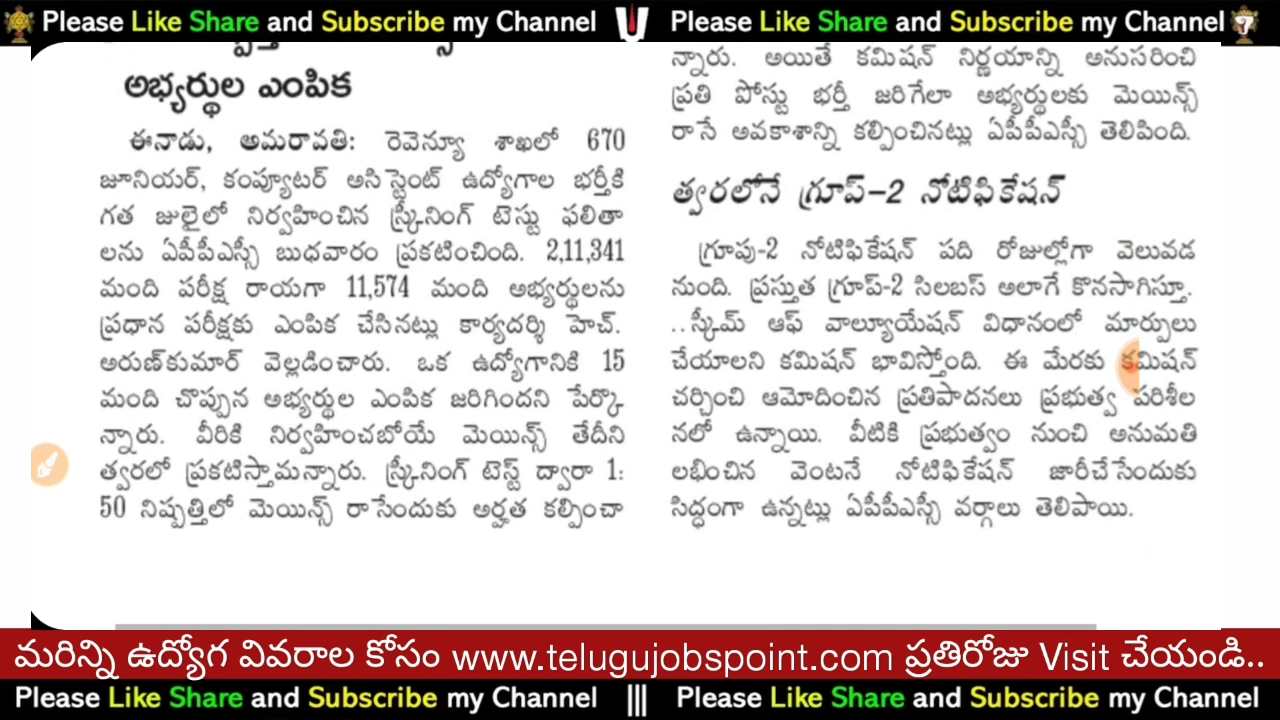 Please Like Share and Subscribe my Channel
Please Like Share and Subscribe my Channel
అభ్యర్థుల ఎంపిక
ఈనాడు, అమరావతి: రెవెన్యూ శాఖలో 670
జూనియర్, కంప్యూటర్ అసిస్టెంట్ ఉద్యోగాల భర్తీకి
గత జులైలో నిర్వహించిన స్క్రీనింగ్ టెస్టు ఫలితా
లను ఏపీపీఎస్సీ బుధవారం ప్రకటించింది. 2,11,341
మంది పరీక్ష రాయగా 11,574 మంది అభ్యర్థులను
ప్రధాన పరీక్షకు ఎంపిక చేసినట్లు కార్యదర్శి హెచ్.
అరుణ్‌కుమార్ వెల్లడించారు. ఒక ఉద్యోగానికి 15
మంది చొప్పున అభ్యర్థుల ఎంపిక జరిగిందని పేర్కొ
న్నారు. వీరికి నిర్వహించబోయే మెయిన్స్ తేదీని
త్వరలో ప్రకటిస్తామన్నారు. స్క్రీనింగ్ టెస్ట్ ద్వారా 1:
50 నిష్పత్తిలో మెయిన్స్ రాసేందుకు అర్హత కల్పించా
న్నారు. అయితే కమిషన్ నిర్ణయాన్ని అనుసరించి
ప్రతి పోస్టు భర్తీ జరిగేలా అభ్యర్థులకు మెయిన్స్
రాసే అవకాశాన్ని కల్పించినట్లు ఏపీపీఎస్సీ తెలిపింది.
త్వరలోనే గ్రూప్-2 నోటిఫికేషన్
గ్రూపు-2 నోటిఫికేషన్ పది రోజుల్లోగా వెలువడ
నుంది. ప్రస్తుత గ్రూప్-2 సిలబస్ అలాగే కొనసాగిస్తూ.
..స్కీమ్ ఆఫ్ వాల్యూయేషన్ విధానంలో మార్పులు
చేయాలని కమిషన్ భావిస్తోంది. ఈ మేరకు కమిషన్
చర్చించి ఆమోదించిన ప్రతిపాదనలు ప్రభుత్వ పరిశీల
నలో ఉన్నాయి. వీటికి ప్రభుత్వం నుంచి అనుమతి
లభించిన వెంటనే నోటిఫికేషన్ జారీచేసేందుకు
సిద్ధంగా ఉన్నట్లు ఏపీపీఎస్సీ వర్గాలు తెలిపాయి.
మరిన్ని ఉద్యోగ వివరాల కోసం www.telugujobspoint.com ప్రతిరోజు Visit చేయండి..
Please Like Share and Subscribe my Channel ||| Please Like Share and Subscribe my Channel